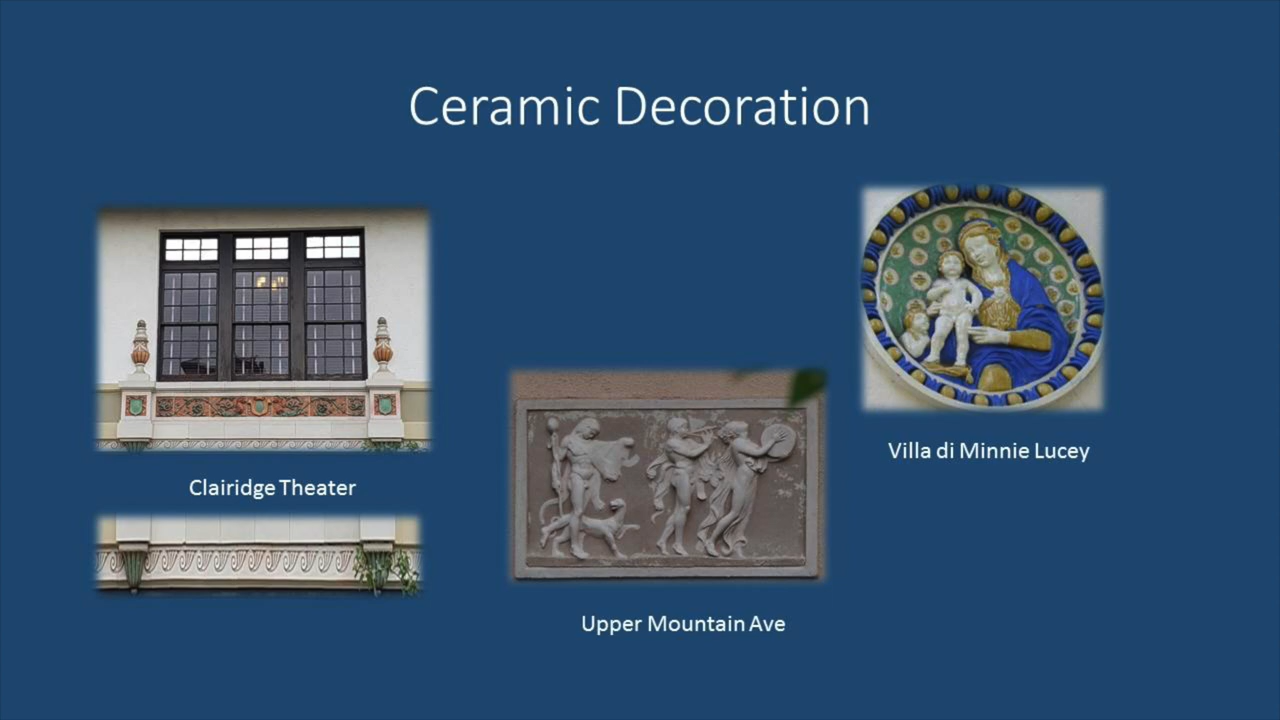 Ceramic Decoration
Clairidge Theater
Upper Mountain Ave
Villa di Minnie Lucey